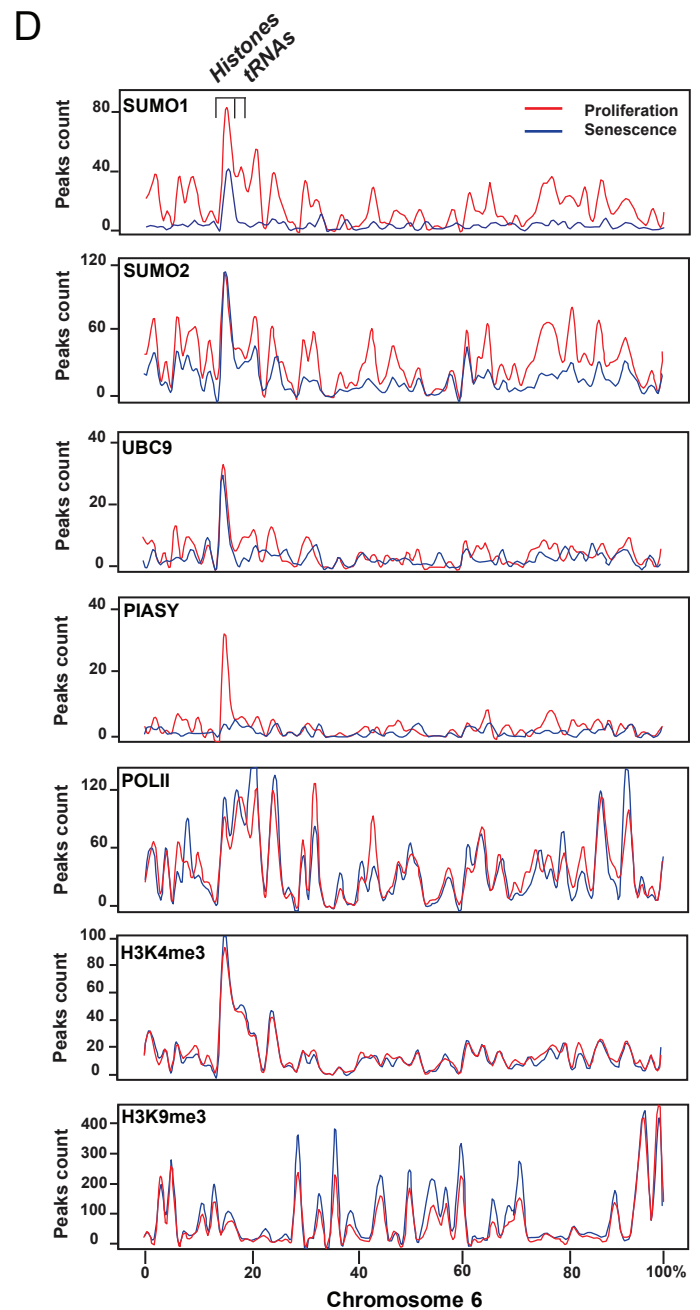 D
Histones
tRNAs
SUMO1
Proliferation
Senescence
Peaks count
80
40
0
SUMO2
Peaks count
120
60
0
UBC9
Peaks count
40
20
0
PIASY
Peaks count
40
20
0
POLII
Peaks count
120
60
0
H3K4me3
Peaks count
100
80
60
40
20
0
H3K9me3
Peaks count
400
300
200
100
0
0 20 40 60 80 100%
Chromosome 6